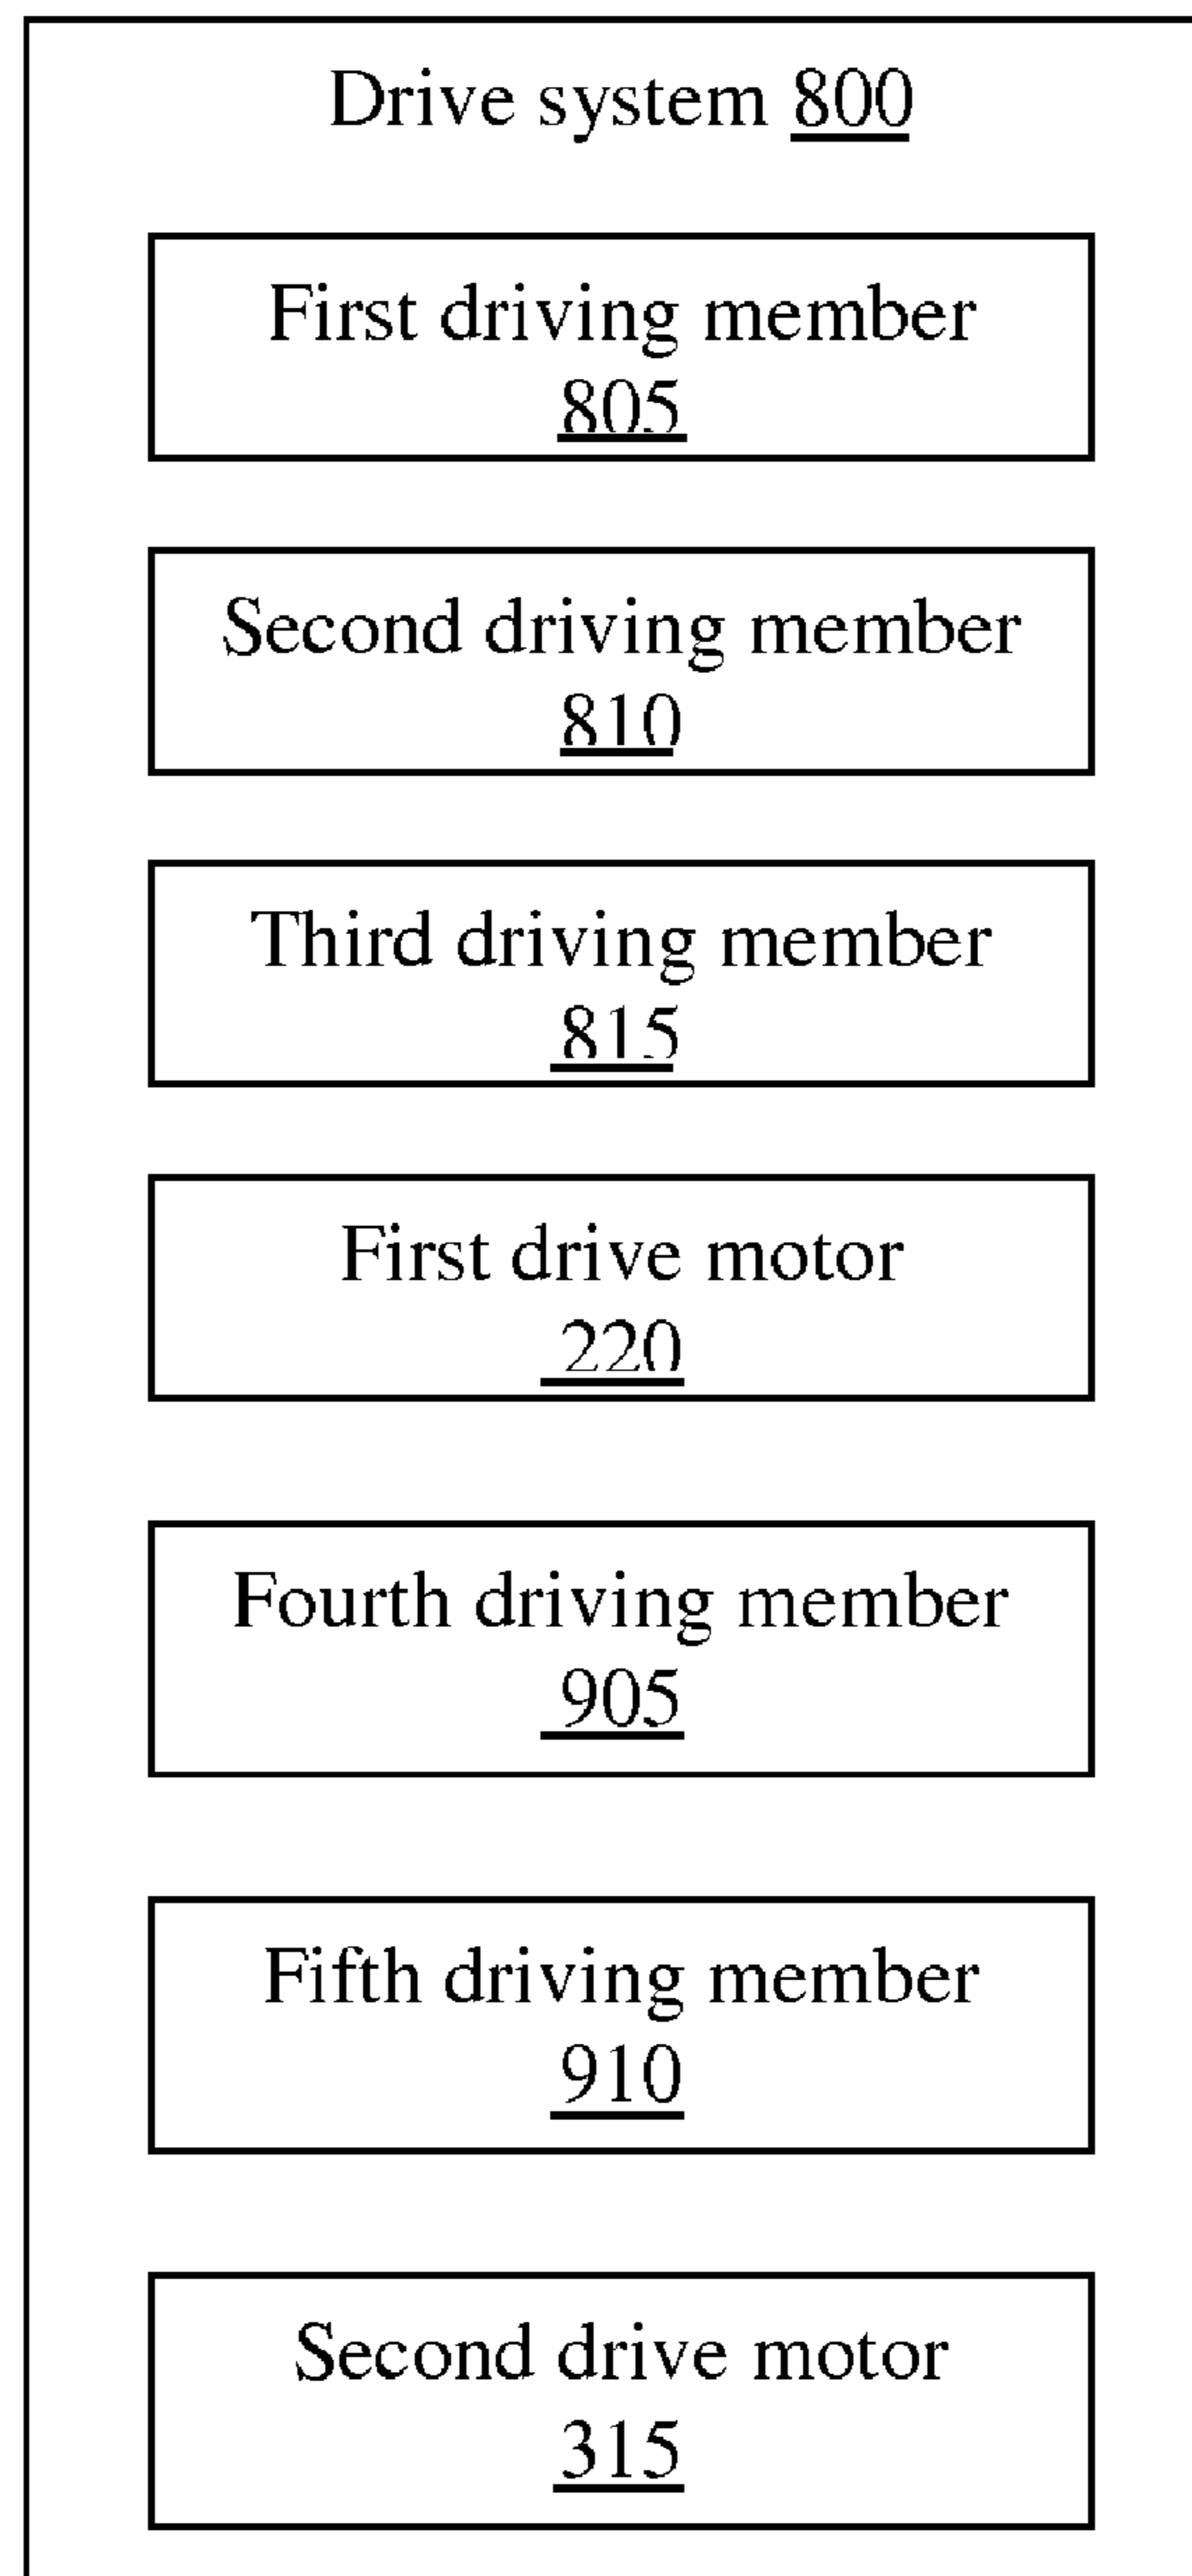 Drive system 800
First driving member
805
Second driving member
810
Third driving member
815
First drive motor
220
Fourth driving member
905
Fifth driving member
910
Second drive motor
315